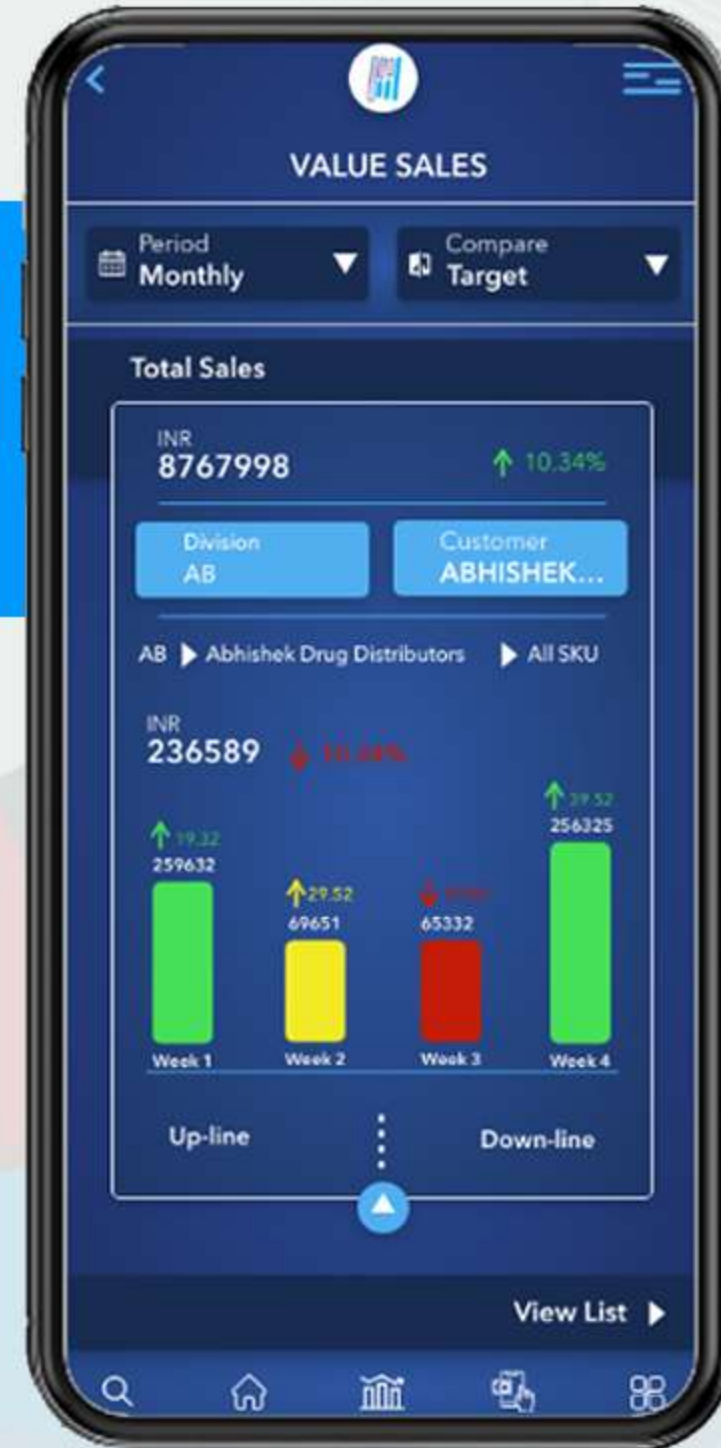 VALUE SALES
Period
Monthly
Compare
Target
Total Sales
INR
8767998
10.34%
Division
AB
Customer
ABHISHEK...
AB Abhishek Drug Distributors All SKU
INR
236589
19.32
259632
29.52
69651
65332
39.52
256325
Week 1 Week 2 Week 3 Week 4
Up-line
Down-line
View List